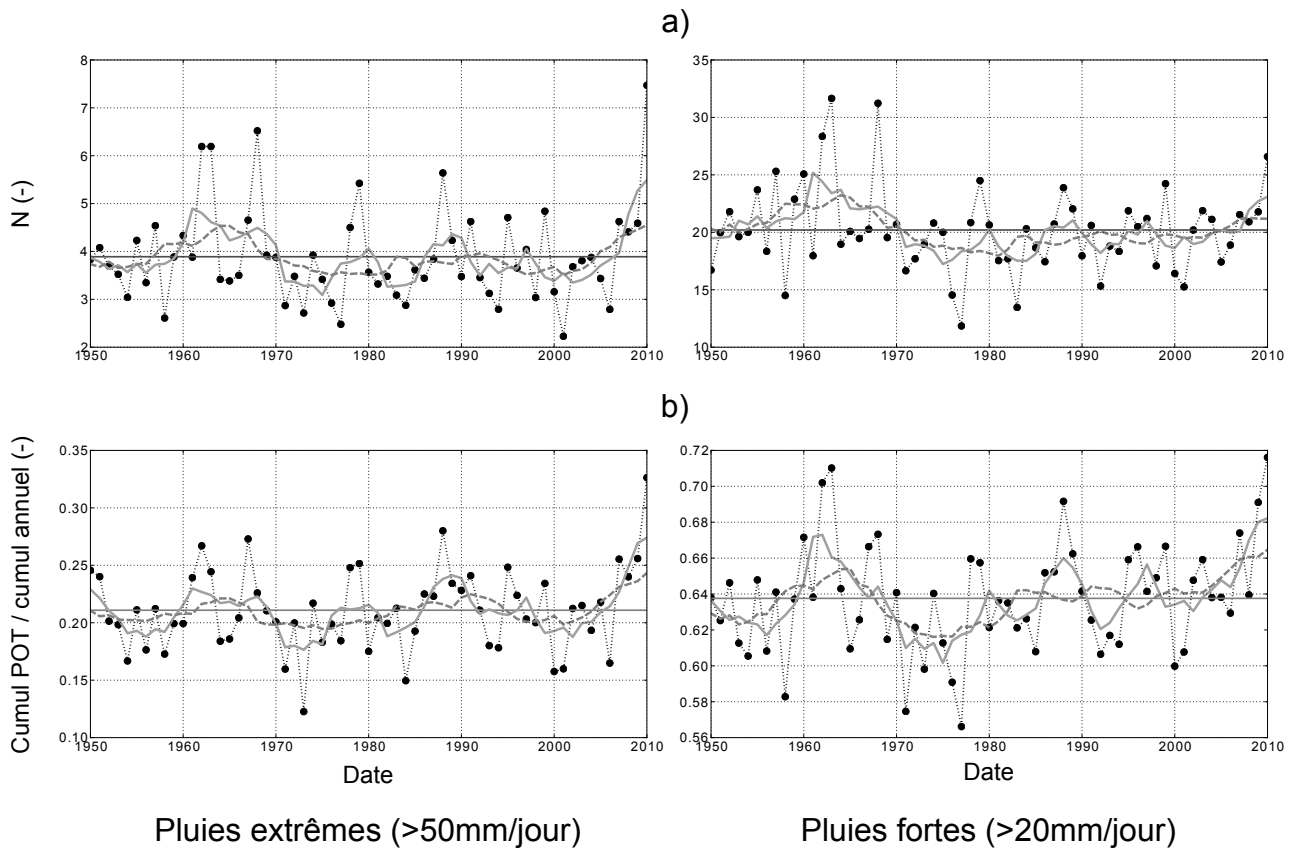 a)
N (-)
8
7
6
5
4
3
2
1950 1960 1970 1980 1990 2000 2010
35
30
25
20
15
10
1950 1960 1970 1980 1990 2000 2010
b)
Cumul POT / cumul annuel (-)
0.35
0.30
0.25
0.20
0.15
0.10
1950 1960 1970 1980 1990 2000 2010
Date
0.72
0.70
0.68
0.66
0.64
0.62
0.60
0.58
0.56
1950 1960 1970 1980 1990 2000 2010
Date
Pluies extrêmes (>50mm/jour)
Pluies fortes (>20mm/jour)